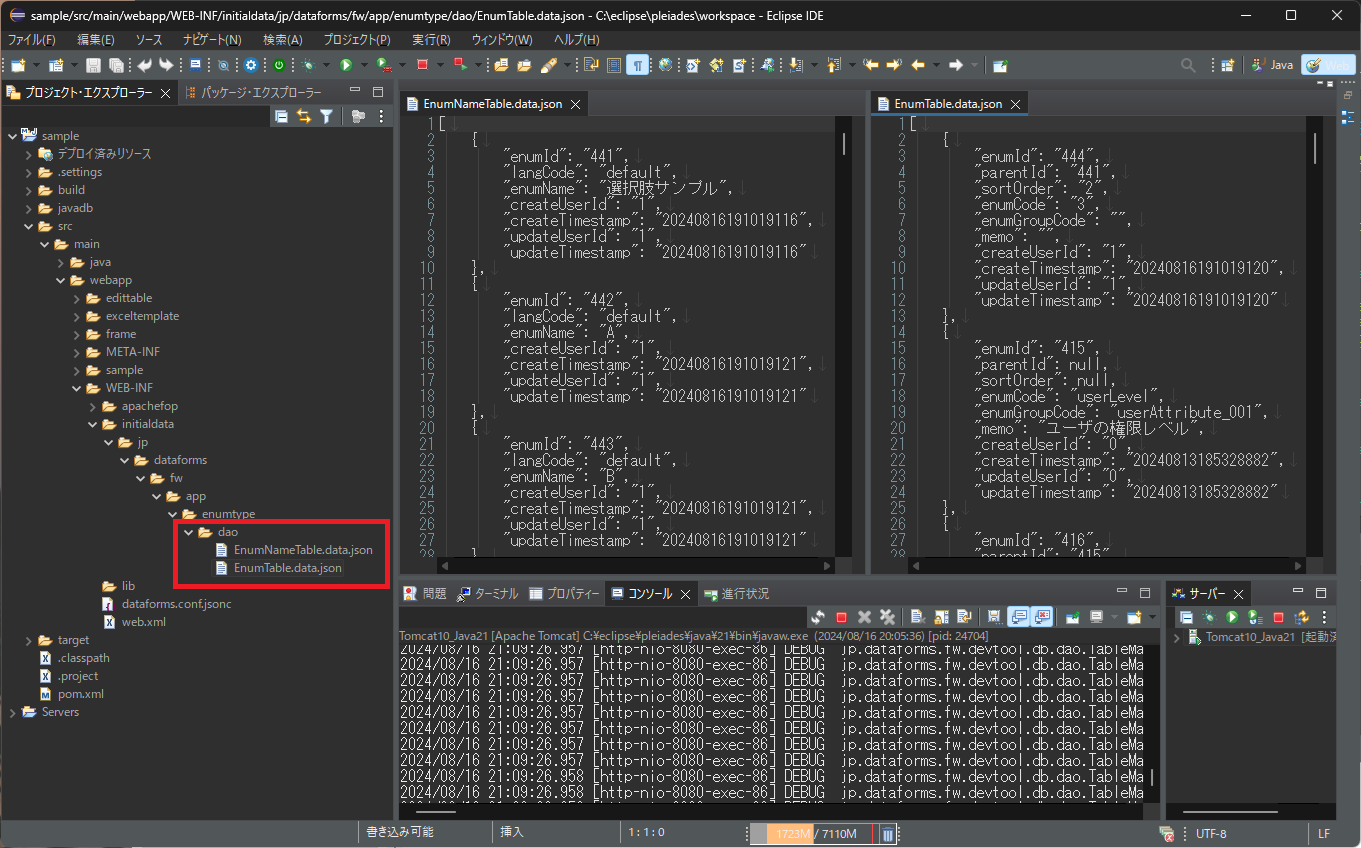 sample/src/main/webapp/WEB-INF/initialdata/jp/dataforms/fw/app/enumtype/dao/EnumTable.data.json - C:\eclipse\pleiades\workspace - Eclipse IDE
ファイル(F) 編集(E) ソース ナビゲート(N) 検索(A) プロジェクト(P) 実行(R) ウィンドウ(W) ヘルプ(H)
Java
Web
プロジェクト・エクスプローラー
パッケージ・エクスプローラー
sample
デプロイ済みリソース
.settings
build
javadb
src
main
java
webapp
edittable
exceltemplate
frame
META-INF
sample
WEB-INF
apachefop
initialdata
jp
dataforms
fw
app
enumtype
dao
EnumNameTable.data.json
EnumTable.data.json
lib
dataforms.conf.jsonc
web.xml
target
.classpath
.project
pom.xml
Servers
EnumNameTable.data.json
1 [
2 {
3 "enumId": "441",
4 "langCode": "default",
5 "enumName": "選択肢サンプル",
6 "createUserId": "1",
7 "createTimestamp": "20240816191019116",
8 "updateUserId": "1",
9 "updateTimestamp": "20240816191019116"
10 },
11 {
12 "enumId": "442",
13 "langCode": "default",
14 "enumName": "A",
15 "createUserId": "1",
16 "createTimestamp": "20240816191019121",
17 "updateUserId": "1",
18 "updateTimestamp": "20240816191019121"
19 },
20 {
21 "enumId": "443",
22 "langCode": "default",
23 "enumName": "B",
24 "createUserId": "1",
25 "createTimestamp": "20240816191019121",
26 "updateUserId": "1",
27 "updateTimestamp": "20240816191019121"
28 }
EnumTable.data.json
1 [
2 {
3 "enumId": "444",
4 "parentId": "441",
5 "sortOrder": "2",
6 "enumCode": "3",
7 "enumGroupCode": "",
8 "memo": "",
9 "createUserId": "1",
10 "createTimestamp": "20240816191019120",
11 "updateUserId": "1",
12 "updateTimestamp": "20240816191019120"
13 },
14 {
15 "enumId": "415",
16 "parentId": null,
17 "sortOrder": null,
18 "enumCode": "userLevel",
19 "enumGroupCode": "userAttribute_001",
20 "memo": "ユーザの権限レベル",
21 "createUserId": "0",
22 "createTimestamp": "20240813185328882",
23 "updateUserId": "0",
24 "updateTimestamp": "20240813185328882"
25 },
26 {
27 "enumId": "416",
28 "parentId": "415",
問題 ターミナル プロパティー コンソール 進行状況
Tomcat10_Java21 [Apache Tomcat] C:¥eclipse¥pleiades¥java¥21¥bin¥javaw.exe (2024/08/16 20:05:36) [pid: 24704]
2024/08/16 21:09:26.957 [http-nio-8080-exec-86] DEBUG jp.dataforms.fw.devtool.db.dao.TableMa
2024/08/16 21:09:26.957 [http-nio-8080-exec-86] DEBUG jp.dataforms.fw.devtool.db.dao.TableMa
2024/08/16 21:09:26.957 [http-nio-8080-exec-86] DEBUG jp.dataforms.fw.devtool.db.dao.TableMa
2024/08/16 21:09:26.957 [http-nio-8080-exec-86] DEBUG jp.dataforms.fw.devtool.db.dao.TableMa
2024/08/16 21:09:26.957 [http-nio-8080-exec-86] DEBUG jp.dataforms.fw.devtool.db.dao.TableMa
2024/08/16 21:09:26.957 [http-nio-8080-exec-86] DEBUG jp.dataforms.fw.devtool.db.dao.TableMa
2024/08/16 21:09:26.957 [http-nio-8080-exec-86] DEBUG jp.dataforms.fw.devtool.db.dao.TableMa
2024/08/16 21:09:26.957 [http-nio-8080-exec-86] DEBUG jp.dataforms.fw.devtool.db.dao.TableMa
2024/08/16 21:09:26.958 [http-nio-8080-exec-86] DEBUG jp.dataforms.fw.devtool.db.dao.TableMa
2024/08/16 21:09:26.958 [http-nio-8080-exec-86] DEBUG jp.dataforms.fw.devtool.db.dao.TableMa
サーバー
Tomcat10_Java21 [起動済
書き込み可能 挿入 1 : 1 : 0 1723M / 7110M UTF-8 LF